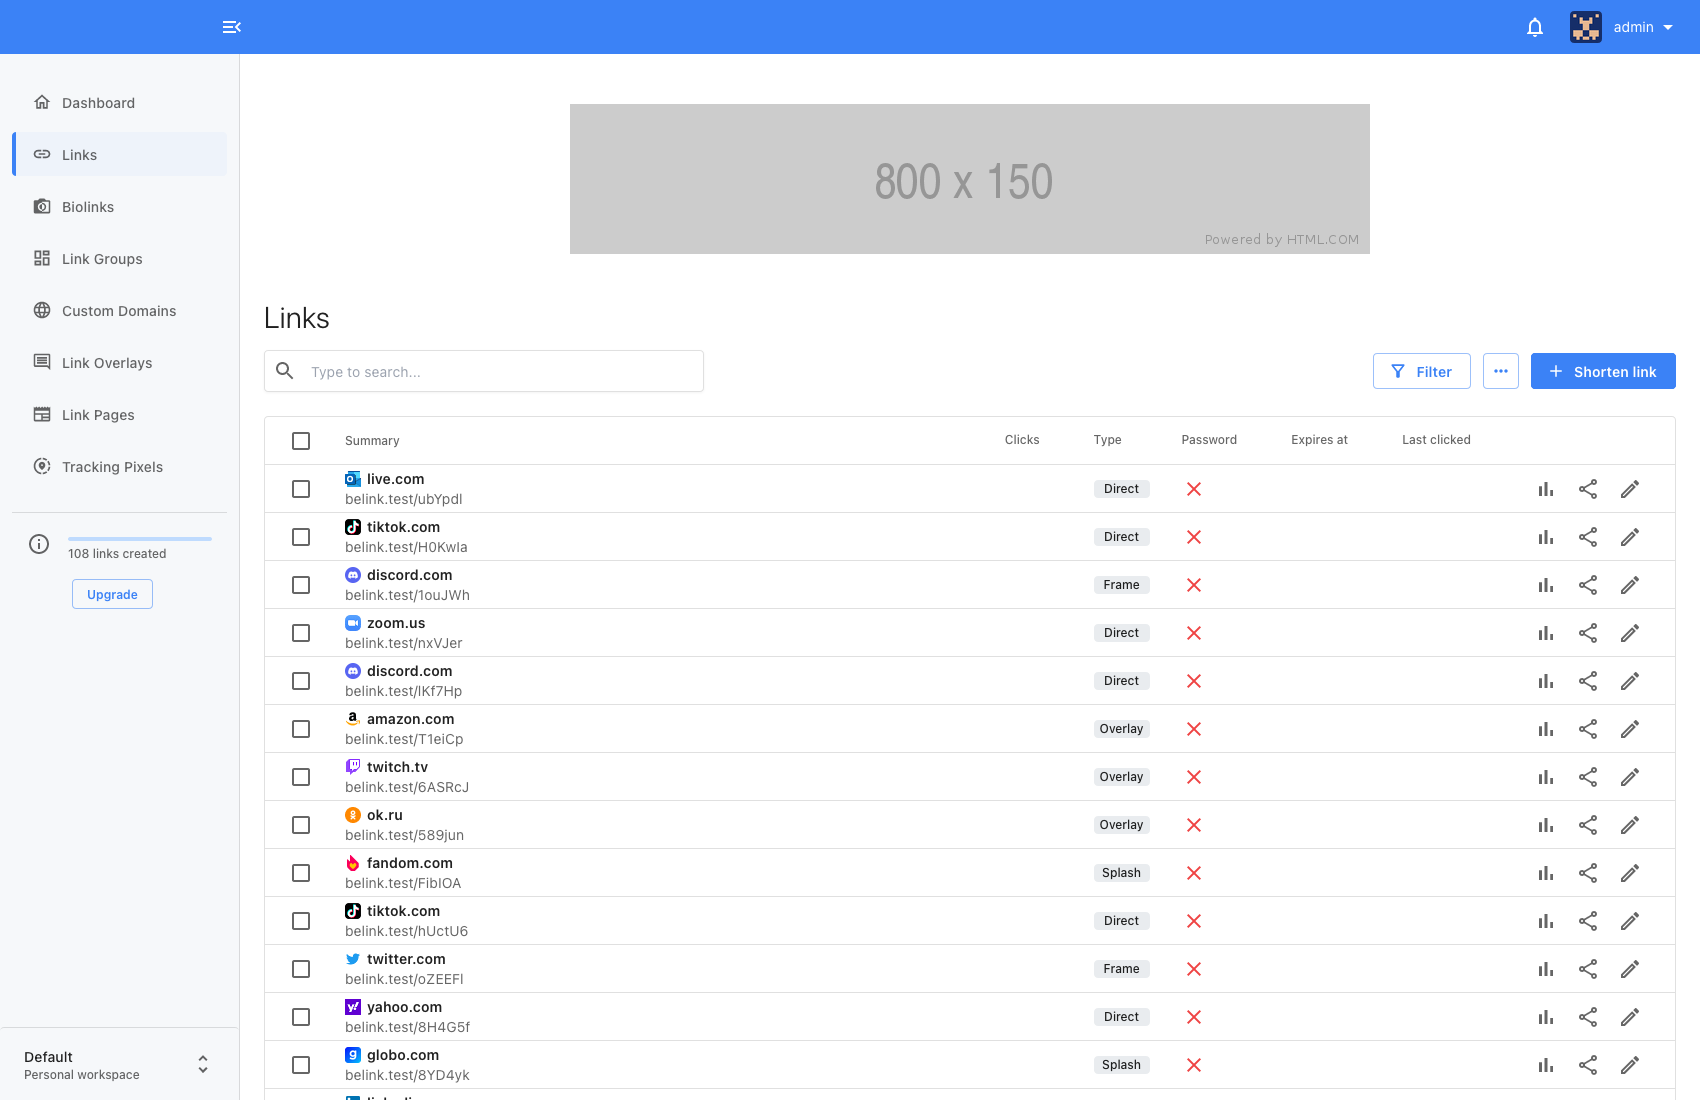 admin
Dashboard
Links
Biolinks
Link Groups
Custom Domains
Link Overlays
Link Pages
Tracking Pixels
108 links created
Upgrade
Default
Personal workspace
800 x 150
Powered by HTML.COM
Links
Type to search...
Filter
Shorten link
Summary Clicks Type Password Expires at Last clicked
live.com
belink.test/ubYpdI Direct
tiktok.com
belink.test/H0KwIa Direct
discord.com
belink.test/1ouJWh Frame
zoom.us
belink.test/nxVJer Direct
discord.com
belink.test/lKf7Hp Direct
amazon.com
belink.test/T1eiCp Overlay
twitch.tv
belink.test/6ASRcJ Overlay
ok.ru
belink.test/589jun Overlay
fandom.com
belink.test/FibIOA Splash
tiktok.com
belink.test/hUctU6 Direct
twitter.com
belink.test/oZEEFl Frame
yahoo.com
belink.test/8H4G5f Direct
globo.com
belink.test/8YD4yk Splash